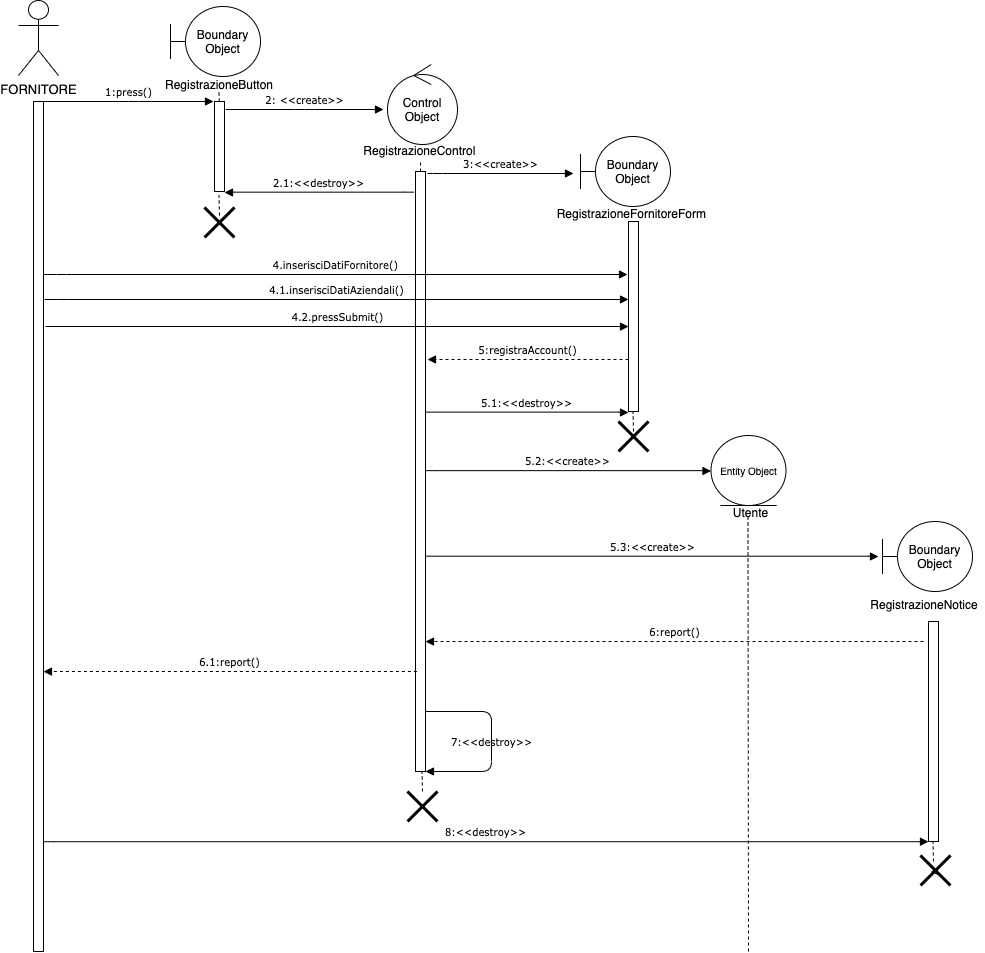 Boundary
Object
FORNITORE
RegistrazioneButton
1:press()
2: <<create>>
Control
Object
RegistrazioneControl
3:<<create>>
Boundary
Object
2.1:<<destroy>>
RegistrazioneFornitoreForm
4.inserisciDatiFornitore()
4.1.inserisciDatiAziendali()
4.2.pressSubmit()
5:registraAccount()
5.1:<<destroy>>
5.2:<<create>>
Entity Object
Utente
5.3:<<create>>
Boundary
Object
RegistrazioneNotice
6:report()
6.1:report()
7:<<destroy>>
8:<<destroy>>